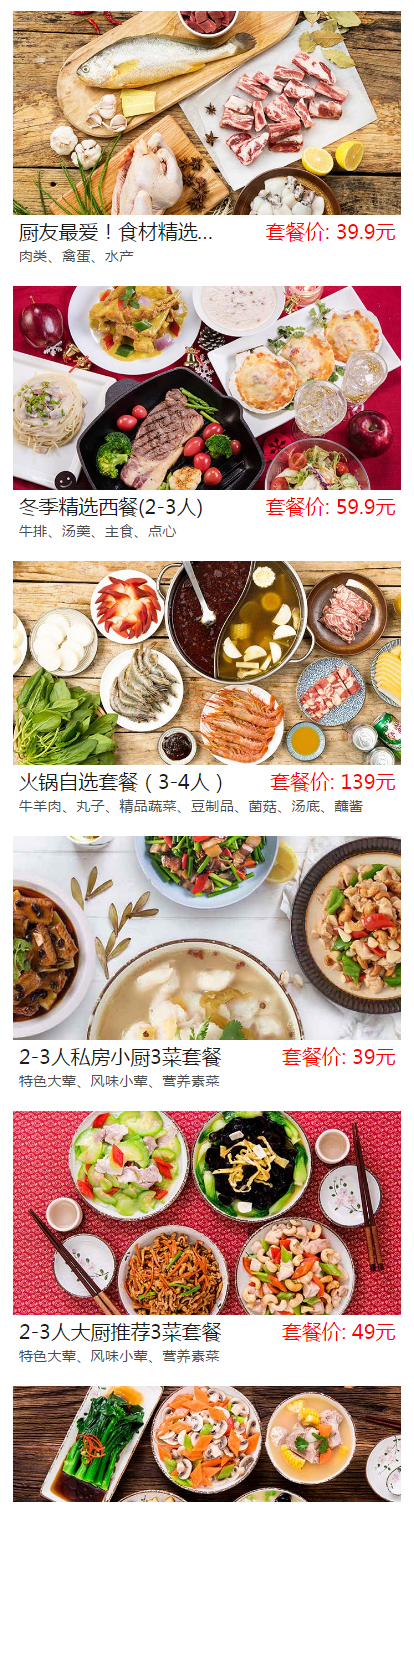 厨友最爱！食材精选... 套餐价: 39.9元
肉类、禽蛋、水产
冬季精选西餐(2-3人) 套餐价: 59.9元
牛排、汤羹、主食、点心
火锅自选套餐（3-4人） 套餐价: 139元
牛羊肉、丸子、精品蔬菜、豆制品、菌菇、汤底、蘸酱
2-3人私房小厨3菜套餐 套餐价: 39元
特色大荤、风味小荤、营养素菜
2-3人大厨推荐3菜套餐 套餐价: 49元
特色大荤、风味小荤、营养素菜